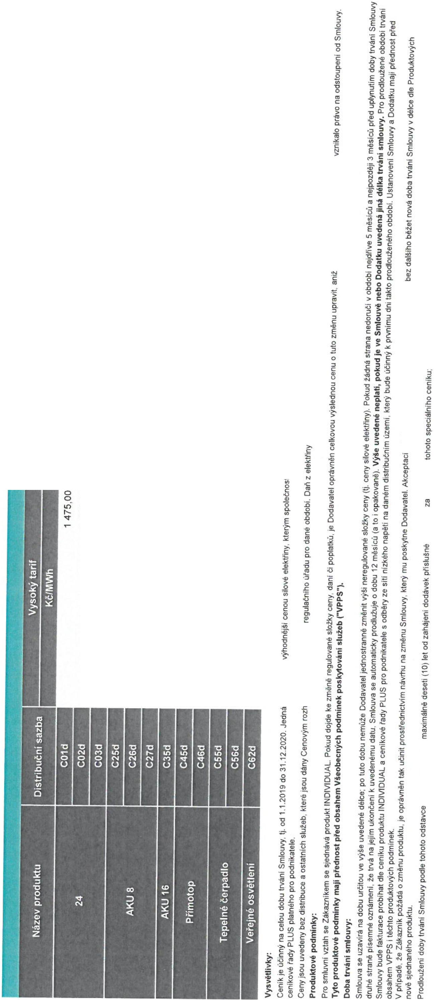 Název produktu Distribuční sazba Vysoký tarif
Kč/MWh
24 C01d 1 475,00
C02d
C03d
AKU 8 C25d
C26d
C27d
AKU 16 C35d
Přímotop C45d
C46d
Tepelné čerpadlo C55d
C56d
Veřejné osvětlení C62d
Vysvětlivky:
Ceník je účinný na celou dobu trvání Smlouvy, tj. od 1.1.2019 do 31.12.2020. Jedná výhodnější cenou silové elektřiny, kterým společnos
ceníkové řady PLUS platného pro podnikatele.
Ceny jsou uvedeny bez distribuce a ostatních služeb, které jsou dány Cenovým rozh regulačního úřadu pro dané období. Daň z elektřiny
Produktové podmínky:
Pro smluvní vztah se Zákazníkem se sjednává produkt INDIVIDUAL. Pokud dojde ke změně regulované složky ceny, daní či poplatků, je Dodavatel oprávněn celkovou výslednou cenu o tuto změnu upravit, aniž vznikalo právo na odstoupení od Smlouvy.
Tyto produktové podmínky mají přednost před obsahem Všeobecných podmínek poskytování služeb ("VPPS").
Doba trvání smlouvy:
Smlouva se uzavírá na dobu určitou ve výše uvedené délce; po tuto dobu nemůže Dodavatel jednostranně změnit výši neregulované složky ceny (tj. ceny silové elektřiny). Pokud žádná strana nedoručí v období nejdříve 5 měsíců a nejpozději 3 měsíců před uplynutím doby trvání Smlouvy
druhé straně písemné oznámení, že trvá na jejím ukončení k uvedenému datu, Smlouva se automaticky prodlužuje o dobu 12 měsíců (a to i opakovaně). Výše uvedené neplatí, pokud je ve Smlouvě nebo Dodatku uvedená jiná délka trvání smlouvy. Pro prodloužené období trvání
Smlouvy bude fakturace probíhat dle ceníku produktu INDIVIDUAL a ceníkové řady PLUS pro podnikatele s odběry ze sítí nízkého napětí na daném distribučním území, který bude účinný k prvnímu dni takto prodlouženého období. Ustanovení Smlouvy a Dodatku mají přednost před
obsahem VPPS i těchto produktových podmínek.
V případě, že Zákazník požádá o změnu produktu, je oprávněn tak učinit prostřednictvím návrhu na změnu Smlouvy, který mu poskytne Dodavatel. Akceptací bez dalšího běžet nová doba trvání Smlouvy v délce dle Produktových
nově sjednaného produktu.
Prodloužení doby trvání Smlouvy podle tohoto odstavce maximálně deseti (10) let od zahájení dodávek příslušné za tohoto speciálního ceníku;